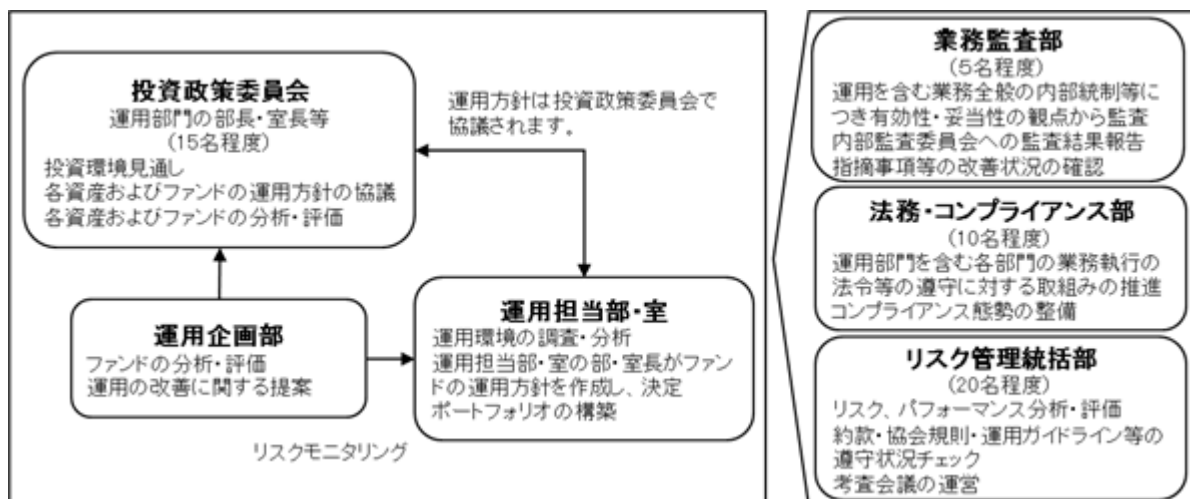 投資政策委員会
運用部門の部長・室長等
(15名程度)
投資環境見通し
各資産およびファンドの運用方針の協議
各資産およびファンドの分析・評価
運用方針は投資政策委員会で
協議されます。
運用企画部
ファンドの分析・評価
運用の改善に関する提案
運用担当部・室
運用環境の調査・分析
運用担当部・室の部・室長がファン
ドの運用方針を作成し、決定
ポートフォリオの構築
リスクモニタリング
業務監査部
(5名程度)
運用を含む業務全般の内部統制等に
つき有効性・妥当性の観点から監査
内部監査委員会への監査結果報告
指摘事項等の改善状況の確認
法務・コンプライアンス部
(10名程度)
運用部門を含む各部門の業務執行の
法令等の遵守に対する取組みの推進
コンプライアンス態勢の整備
リスク管理統括部
(20名程度)
リスク、パフォーマンス分析・評価
約款・協会規則・運用ガイドライン等の
遵守状況チェック
考査会議の運営